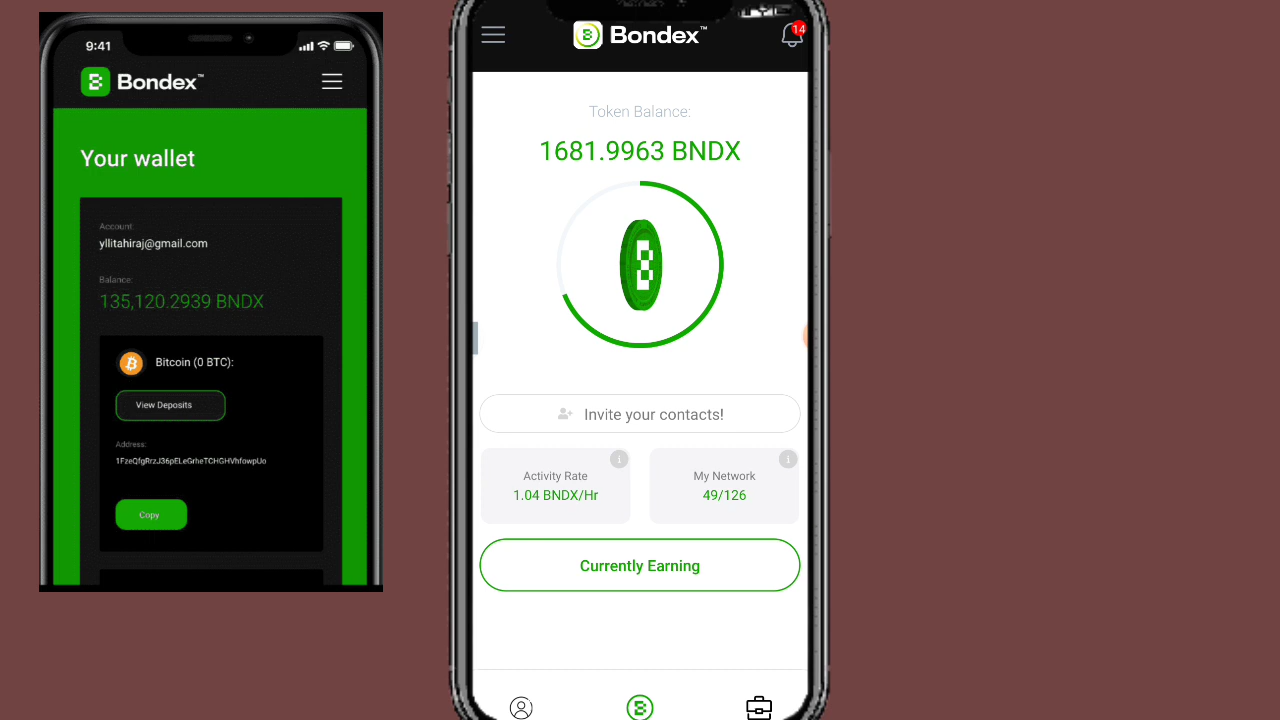 9:41
Bondex™
Your wallet
Account:
yllitahiraj@gmail.com
Balance:
135,120.2939 BNDX
Bitcoin (0 BTC):
View Deposits
Address:
1FzeQfgRrzJ36pELeGrheTCHGHVhfowpUo
Copy
Bondex™
14
Token Balance:
1681.9963 BNDX
Invite your contacts!
Activity Rate
1.04 BNDX/Hr
My Network
49/126
Currently Earning